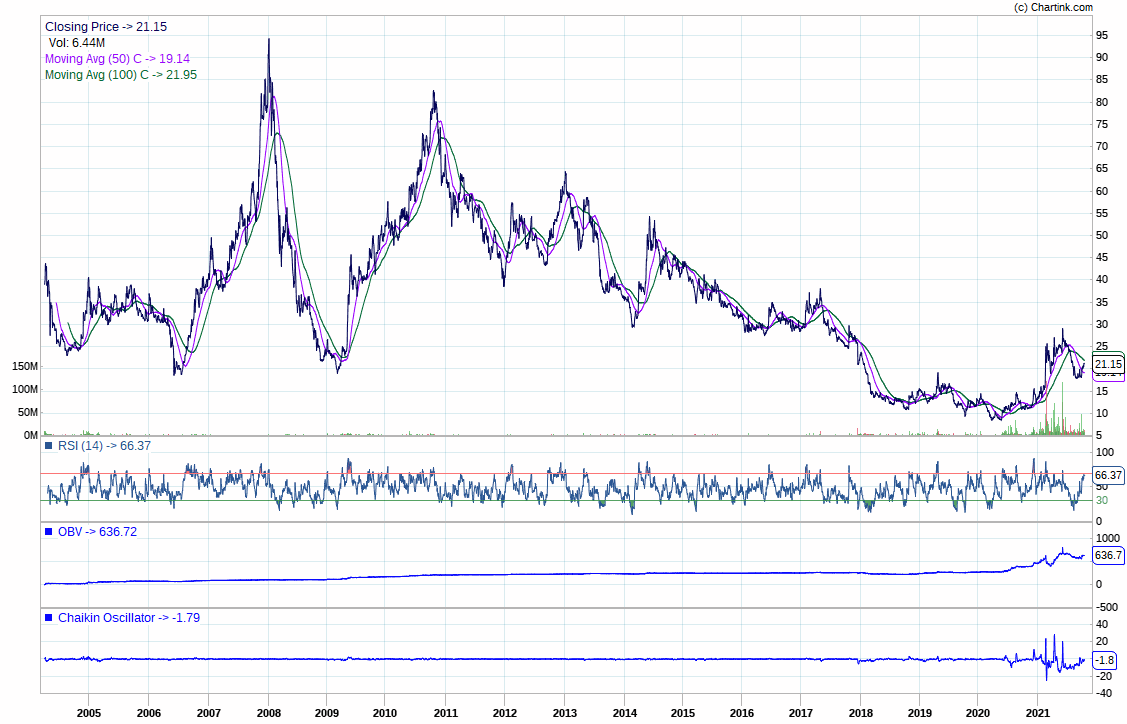 (c) Chartink.com
Closing Price -> 21.15
Vol: 6.44M
Moving Avg (50) C -> 19.14
Moving Avg (100) C -> 21.95
95
90
85
80
75
70
65
60
55
50
45
40
35
30
25
21.15
15
10
5
150M
100M
50M
0M
RSI (14) -> 66.37
100
66.37
50
30
0
OBV -> 636.72
1000
636.7
0
-500
Chaikin Oscillator -> -1.79
40
20
-1.8
-20
-40
2005 2006 2007 2008 2009 2010 2011 2012 2013 2014 2015 2016 2017 2018 2019 2020 2021